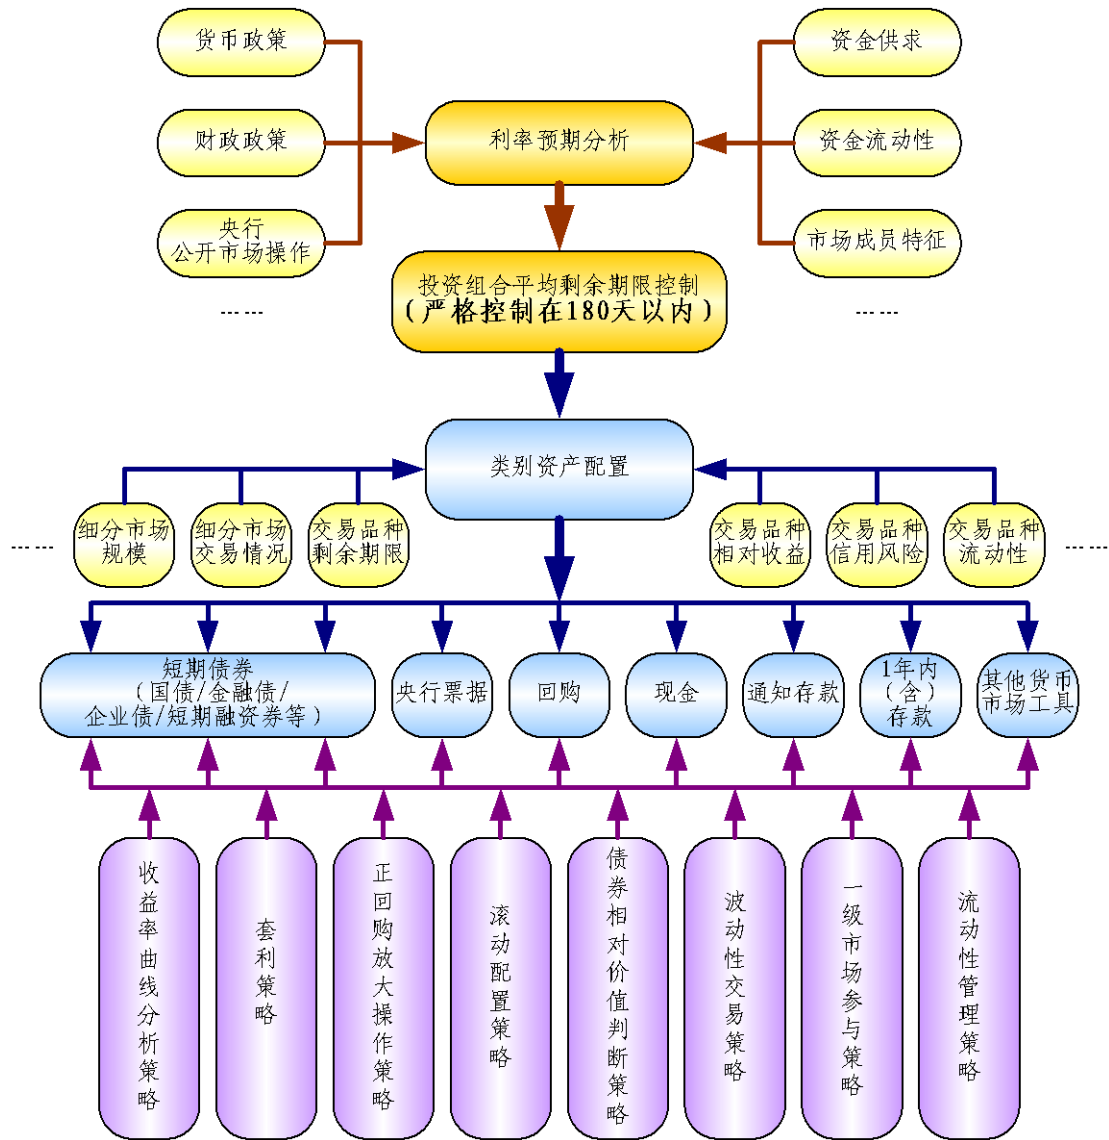 货币政策
资金供求
财政政策
利率预期分析
资金流动性
央行
公开市场操作
市场成员特征
投资组合平均剩余期限控制
（严格控制在180天以内）
…… 
……
类别资产配置
细分市场
规模
细分市场
交易情况
交易品种
剩余期限
交易品种
相对收益
交易品种
信用风险
交易品种
流动性
……
……
短期债券
（国债/金融债/
企业债/短期融资券等）
央行票据
回购
现金
通知存款
1年内
（含）
存款
其他货币
市场工具
收益率曲线分析策略
套利策略
正回购放大操作策略
滚动配置策略
债券相对价值判断策略
波动性交易策略
一级市场参与策略
流动性管理策略